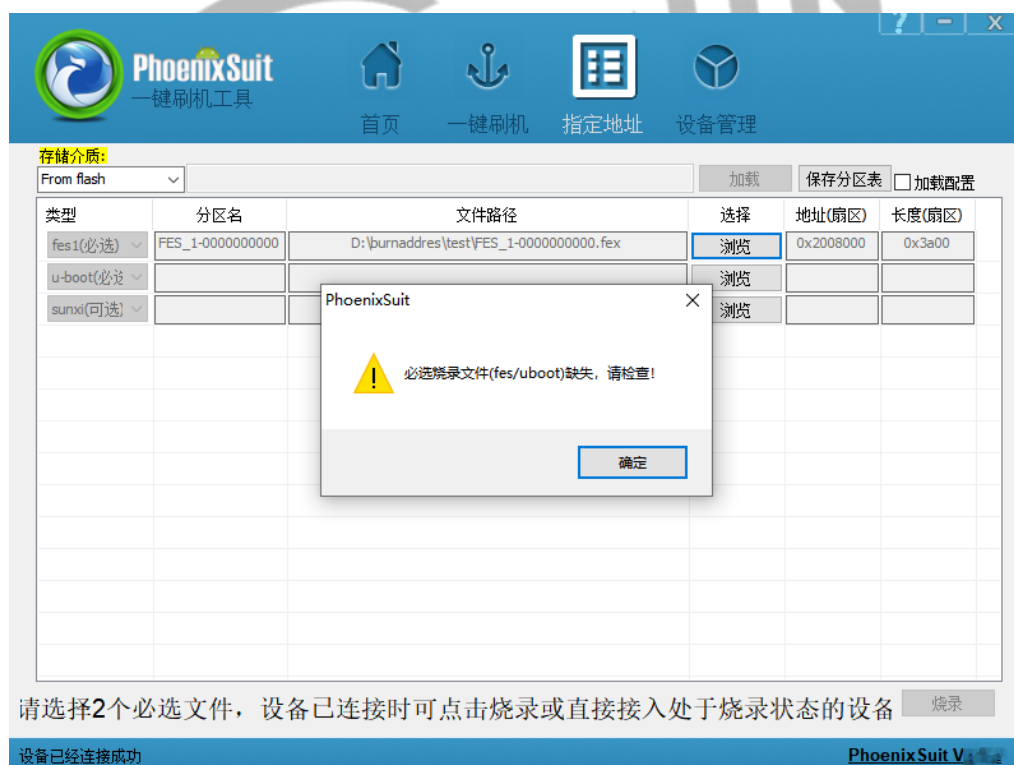 ? － X
PhoenixSuit
一键刷机工具
首页 一键刷机 指定地址 设备管理
存储介质:
From flash 加载 保存分区表 加载配置
类型 分区名 文件路径 选择 地址(扇区) 长度(扇区)
fes1(必选) FES_1-0000000000 D:\burnaddres\test\FES_1-0000000000.fex 浏览 0x2008000 0x3a00
u-boot(必选 浏览
sunxi(可选) 浏览
PhoenixSuit
必选烧录文件(fes/uboot)缺失，请检查!
确定
请选择2个必选文件，设备已连接时可点击烧录或直接接入处于烧录状态的设备 烧录
设备已经连接成功 PhoenixSuit V